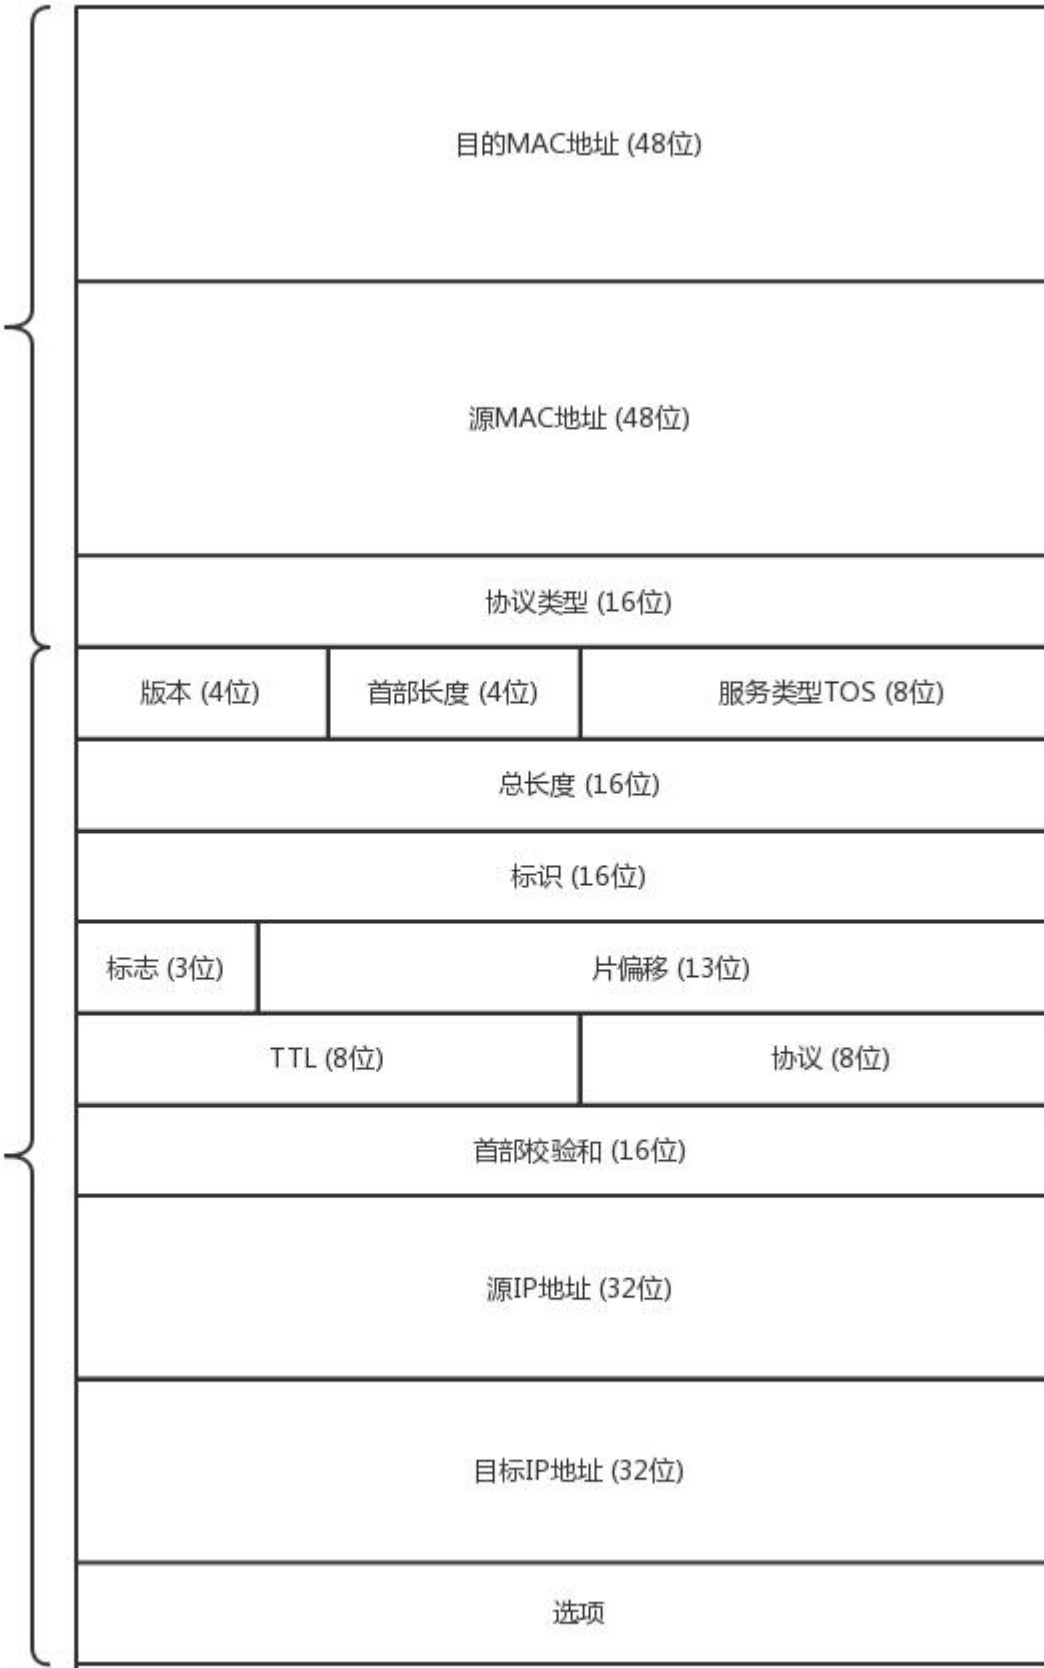 目的MAC地址 (48位)
源MAC地址 (48位)
协议类型 (16位)
版本 (4位) 首部长度 (4位) 服务类型TOS (8位)
总长度 (16位)
标识 (16位)
标志 (3位) 片偏移 (13位)
TTL (8位) 协议 (8位)
首部校验和 (16位)
源IP地址 (32位)
目标IP地址 (32位)
选项